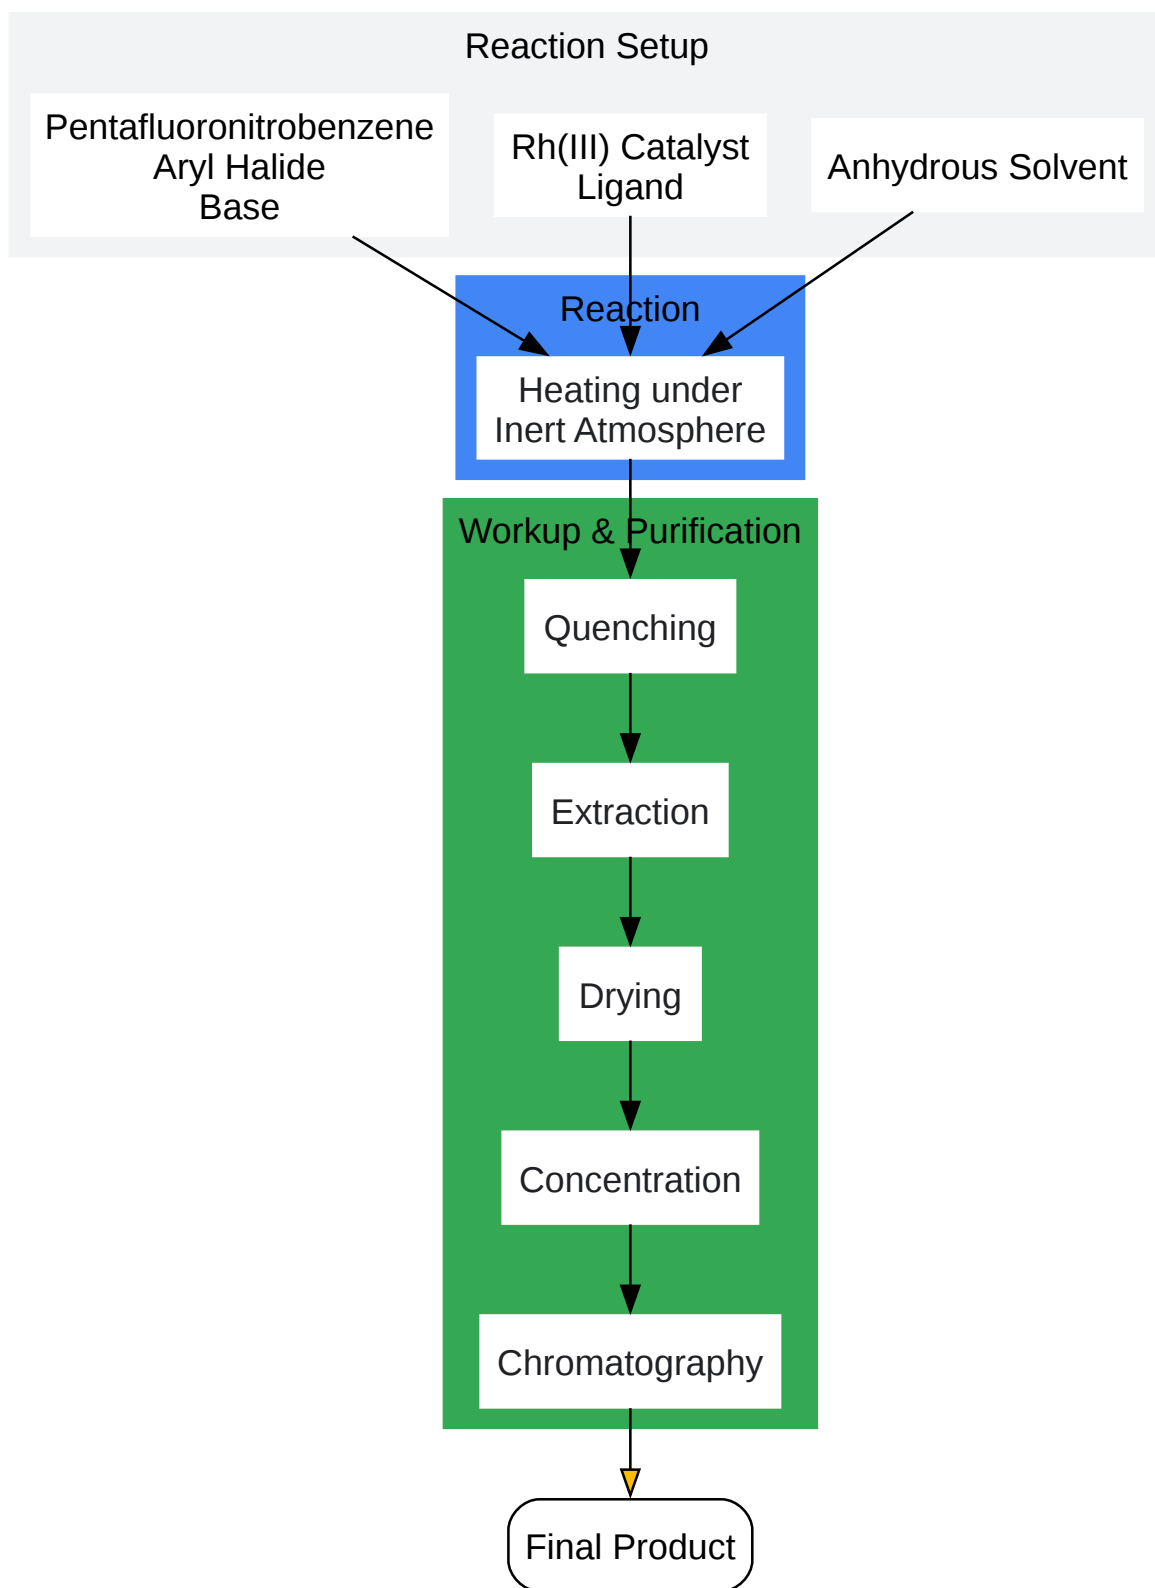 Reaction Setup
Pentafluoronitrobenzene
Aryl Halide
Base
Rh(III) Catalyst
Ligand
Anhydrous Solvent
Reaction
Heating under
Inert Atmosphere
Workup & Purification
Quenching
Extraction
Drying
Concentration
Chromatography
Final Product